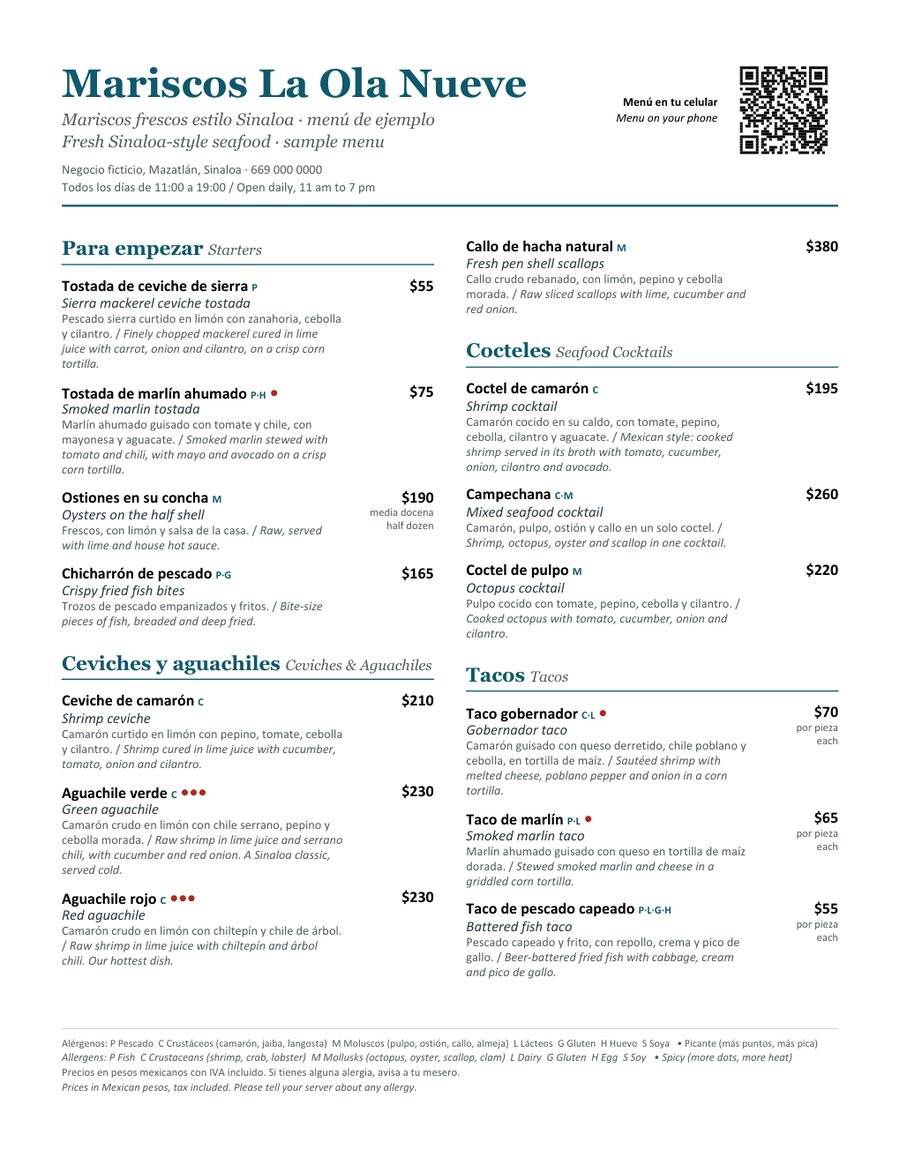 Mariscos La Ola Nueve
Mariscos frescos estilo Sinaloa · menú de ejemplo
Fresh Sinaloa-style seafood · sample menu
Negocio ficticio, Mazatlán, Sinaloa · 669 000 0000
Todos los días de 11:00 a 19:00 / Open daily, 11 am to 7 pm
Menú en tu celular
Menu on your phone
Para empezar Starters
Tostada de ceviche de sierra P $55
Sierra mackerel ceviche tostada
Pescado sierra curtido en limón con zanahoria, cebolla
y cilantro. / Finely chopped mackerel cured in lime
juice with carrot, onion and cilantro, on a crisp corn
tortilla.
Tostada de marlín ahumado P·H • $75
Smoked marlin tostada
Marlín ahumado guisado con tomate y chile, con
mayonesa y aguacate. / Smoked marlin stewed with
tomato and chili, with mayo and avocado on a crisp
corn tortilla.
Ostiones en su concha M $190
Oysters on the half shell media docena
half dozen
Frescos, con limón y salsa de la casa. / Raw, served
with lime and house hot sauce.
Chicharrón de pescado P·G $165
Crispy fried fish bites
Trozos de pescado empanizados y fritos. / Bite-size
pieces of fish, breaded and deep fried.
Ceviches y aguachiles Ceviches & Aguachiles
Ceviche de camarón C $210
Shrimp ceviche
Camarón curtido en limón con pepino, tomate, cebolla
y cilantro. / Shrimp cured in lime juice with cucumber,
tomato, onion and cilantro.
Aguachile verde C ••• $230
Green aguachile
Camarón crudo en limón con chile serrano, pepino y
cebolla morada. / Raw shrimp in lime juice and serrano
chili, with cucumber and red onion. A Sinaloa classic,
served cold.
Aguachile rojo C ••• $230
Red aguachile
Camarón crudo en limón con chiltepín y chile de árbol.
/ Raw shrimp in lime juice with chiltepín and árbol
chili. Our hottest dish.
Callo de hacha natural M $380
Fresh pen shell scallops
Callo crudo rebanado, con limón, pepino y cebolla
morada. / Raw sliced scallops with lime, cucumber and
red onion.
Cocteles Seafood Cocktails
Coctel de camarón C $195
Shrimp cocktail
Camarón cocido en su caldo, con tomate, pepino,
cebolla, cilantro y aguacate. / Mexican style: cooked
shrimp served in its broth with tomato, cucumber,
onion, cilantro and avocado.
Campechana C·M $260
Mixed seafood cocktail
Camarón, pulpo, ostión y callo en un solo coctel. /
Shrimp, octopus, oyster and scallop in one cocktail.
Coctel de pulpo M $220
Octopus cocktail
Pulpo cocido con tomate, pepino, cebolla y cilantro. /
Cooked octopus with tomato, cucumber, onion and
cilantro.
Tacos Tacos
Taco gobernador C·L • $70
Gobernador taco por pieza
each
Camarón guisado con queso derretido, chile poblano y
cebolla, en tortilla de maíz. / Sautéed shrimp with
melted cheese, poblano pepper and onion in a corn
tortilla.
Taco de marlín P·L • $65
Smoked marlin taco por pieza
each
Marlín ahumado guisado con queso en tortilla de maíz
dorada. / Stewed smoked marlin and cheese in a
griddled corn tortilla.
Taco de pescado capeado P·L·G·H $55
Battered fish taco por pieza
each
Pescado capeado y frito, con repollo, crema y pico de
gallo. / Beer-battered fried fish with cabbage, cream
and pico de gallo.
Alérgenos: P Pescado C Crustáceos (camarón, jaiba, langosta) M Moluscos (pulpo, ostión, callo, almeja) L Lácteos G Gluten H Huevo S Soya • Picante (más puntos, más pica)
Allergens: P Fish C Crustaceans (shrimp, crab, lobster) M Mollusks (octopus, oyster, scallop, clam) L Dairy G Gluten H Egg S Soy • Spicy (more dots, more heat)
Precios en pesos mexicanos con IVA incluido. Si tienes alguna alergia, avisa a tu mesero.
Prices in Mexican pesos, tax included. Please tell your server about any allergy.